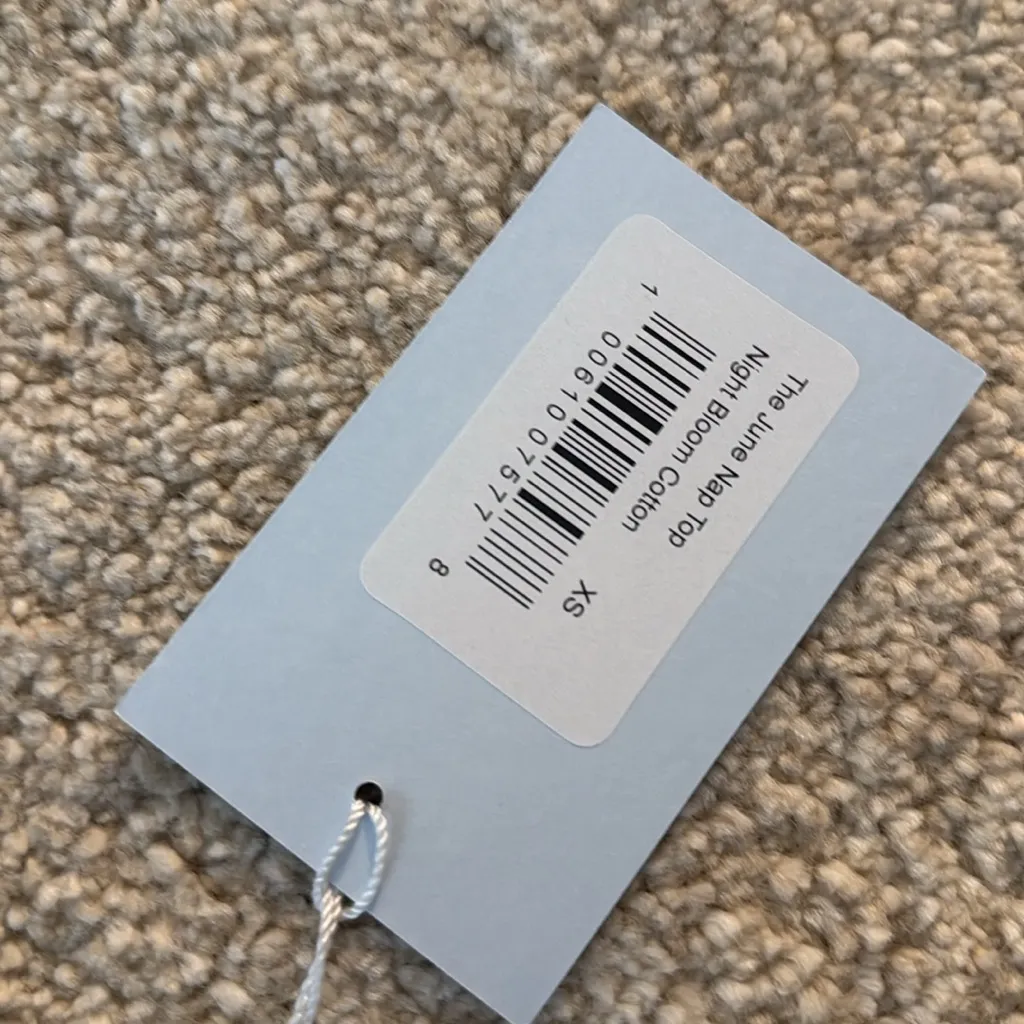 The June Nap Top
Night Bloom Cotton
XS
1 00610 07577 8